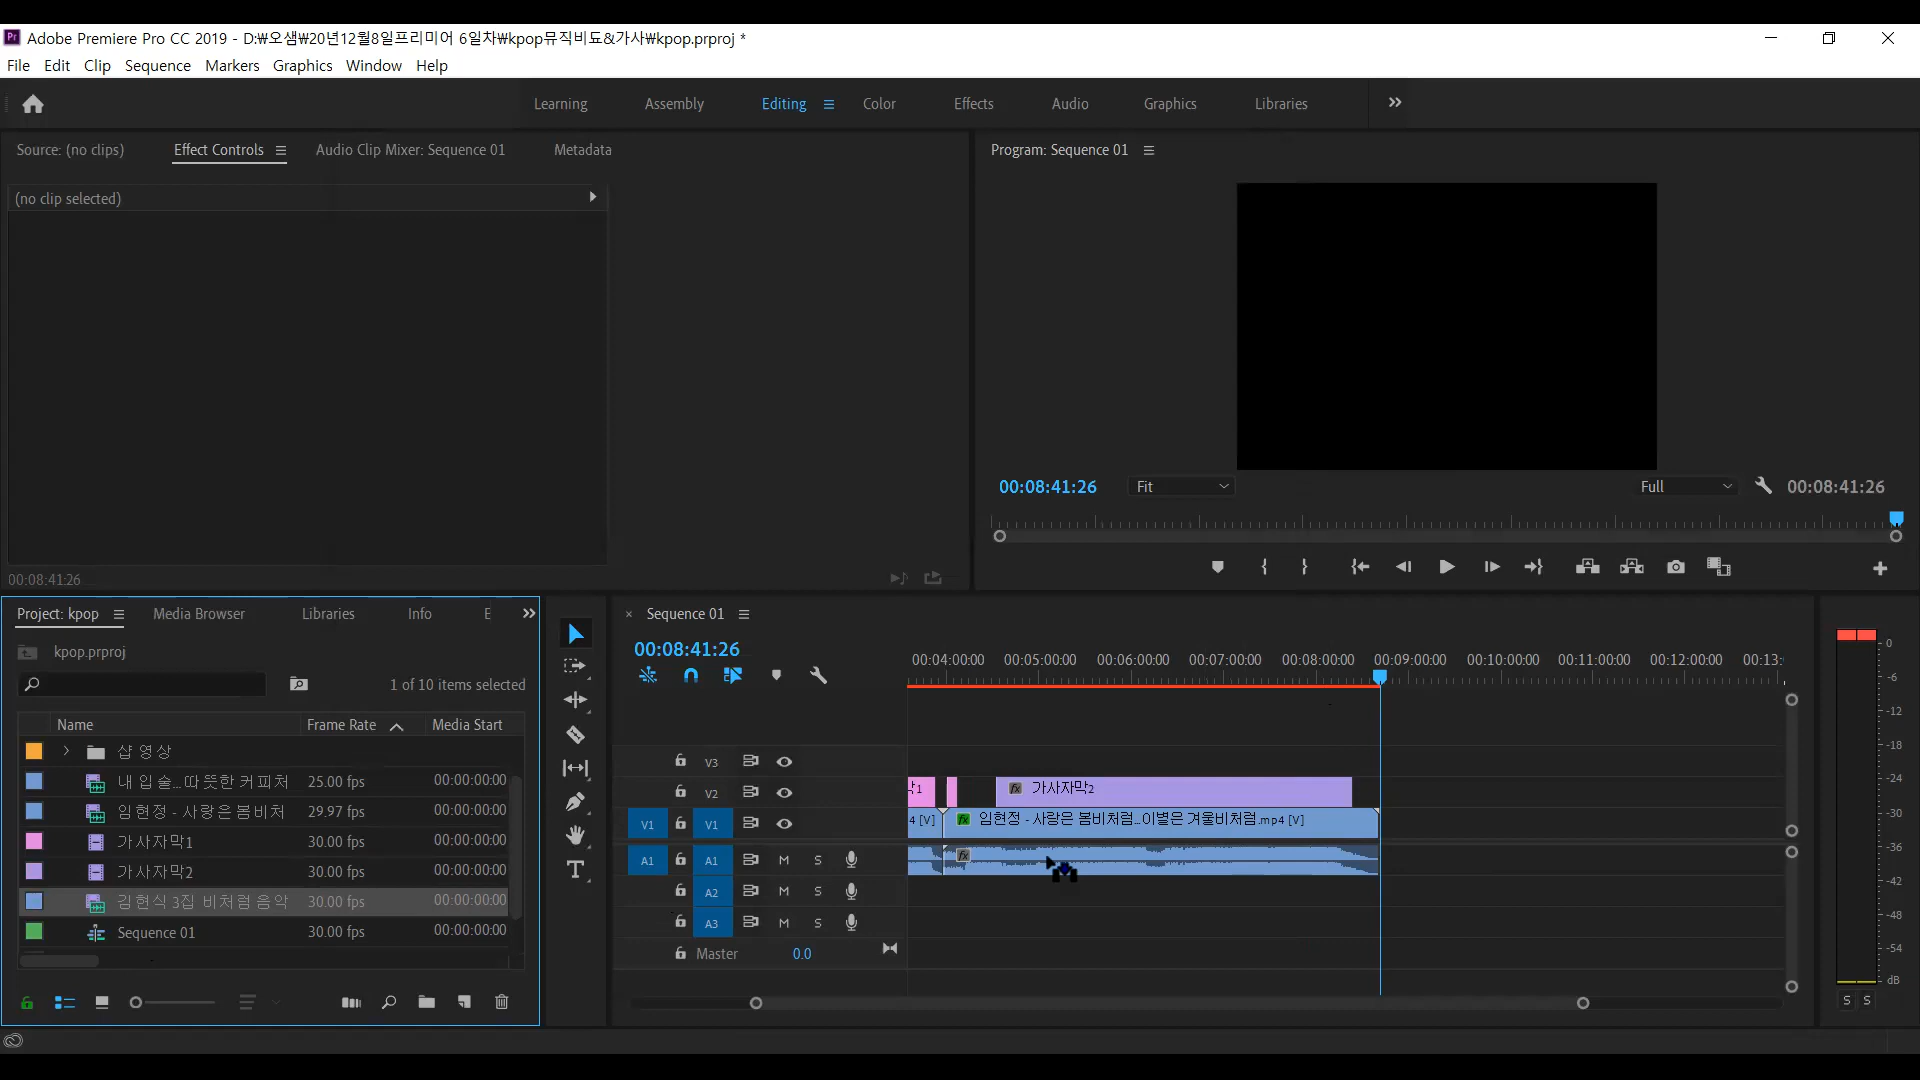 Adobe Premiere Pro CC 2019 - D:₩오샘₩20년12월8일프리미어 6일차₩kpop뮤직비됴&가사₩kpop.prproj *
File Edit Clip Sequence Markers Graphics Window Help
Learning Assembly Editing Color Effects Audio Graphics Libraries
Source: (no clips) Effect Controls Audio Clip Mixer: Sequence 01 Metadata
Program: Sequence 01
(no clip selected)
00:08:41:26 Fit Full 00:08:41:26
00:08:41:26
Project: kpop Media Browser Libraries Info E
kpop.prproj
1 of 10 items selected
Name Frame Rate Media Start
샵 영상
내 입 술...따 뜻한 커피처 25.00 fps 00:00:00:00
임현정 - 사랑은 봄비처 29.97 fps 00:00:00:00
가사자막1 30.00 fps 00:00:00:00
가사자막2 30.00 fps 00:00:00:00
김현식 3집 비처럼 음악 30.00 fps 00:00:00:00
Sequence 01 30.00 fps 00:00:00:00
Sequence 01
00:08:41:26
00:04:00:00 00:05:00:00 00:06:00:00 00:07:00:00 00:08:00:00 00:09:00:00 00:10:00:00 00:11:00:00 00:12:00:00 00:13:
V3
V2 막1 fx 가사자막2
V1 V1 4 [V] fx 임현정 - 사랑은 봄비처럼...이별은 겨울비처럼.mp4 [V]
A1 A1 M S fx
A2 M S
A3 M S
Master 0.0
0
-6
-12
-18
-24
-30
-36
-42
-48
-54
dB
S S